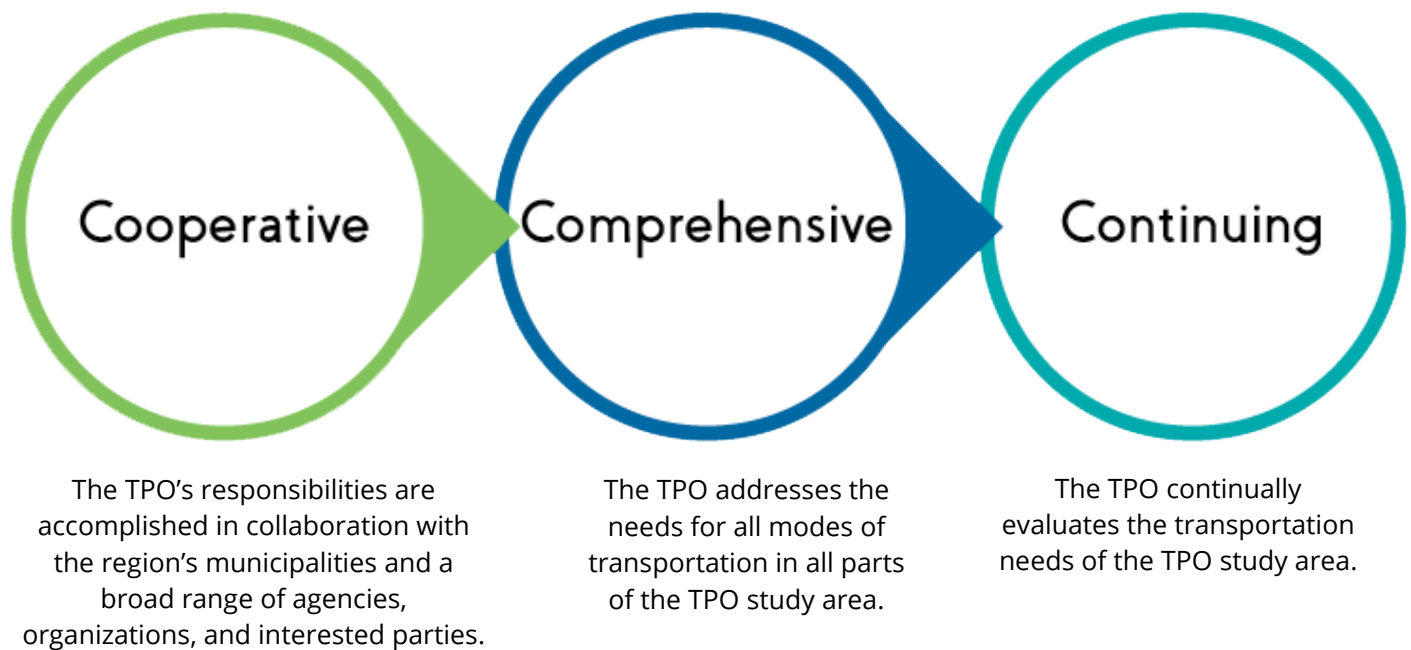 Cooperative
The TPO’s responsibilities are
accomplished in collaboration with
the region’s municipalities and a
broad range of agencies,
organizations, and interested parties.
Comprehensive
The TPO addresses the
needs for all modes of
transportation in all parts
of the TPO study area.
Continuing
The TPO continually
evaluates the transportation
needs of the TPO study area.